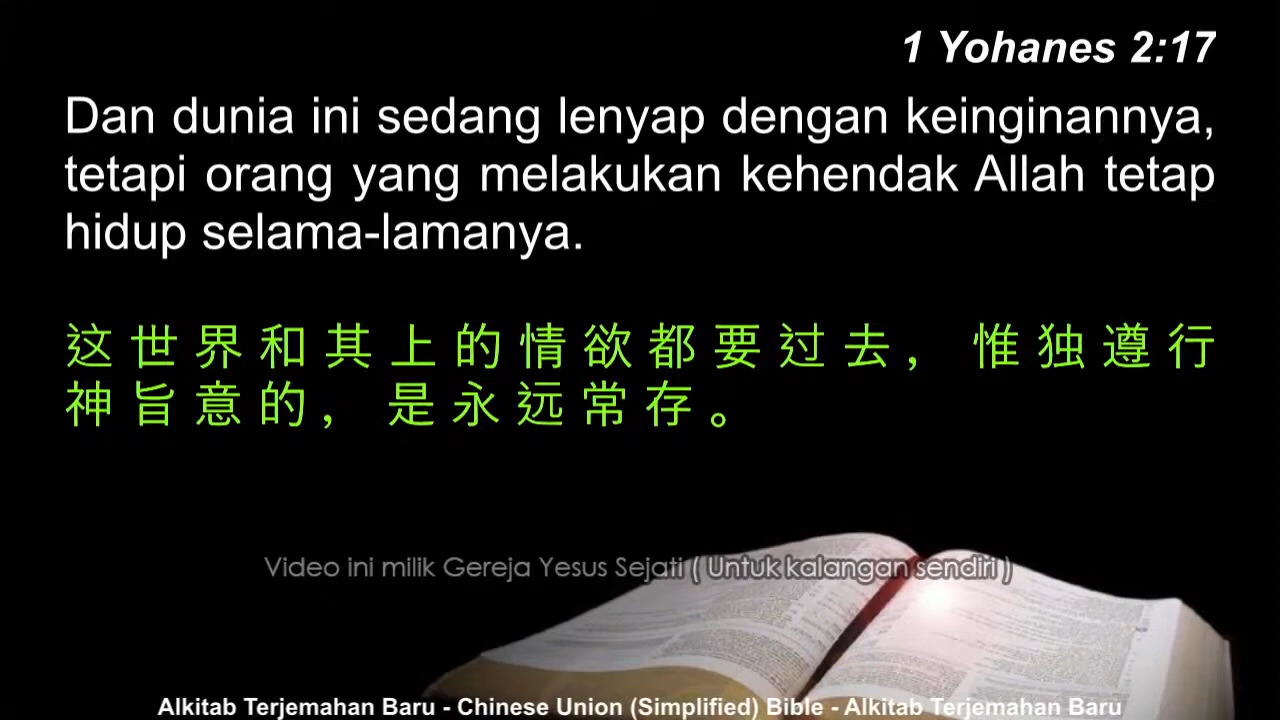 1 Yohanes 2:17
Dan dunia ini sedang lenyap dengan keinginannya,
tetapi orang yang melakukan kehendak Allah tetap
hidup selama-lamanya.
这世界和其上的情欲都要过去, 惟独遵行
神旨意的, 是永远常存。
Video ini milik Gereja Yesus Sejati ( Untuk kalangan sendiri )
Alkitab Terjemahan Baru - Chinese Union (Simplified) Bible - Alkitab Terjemahan Baru